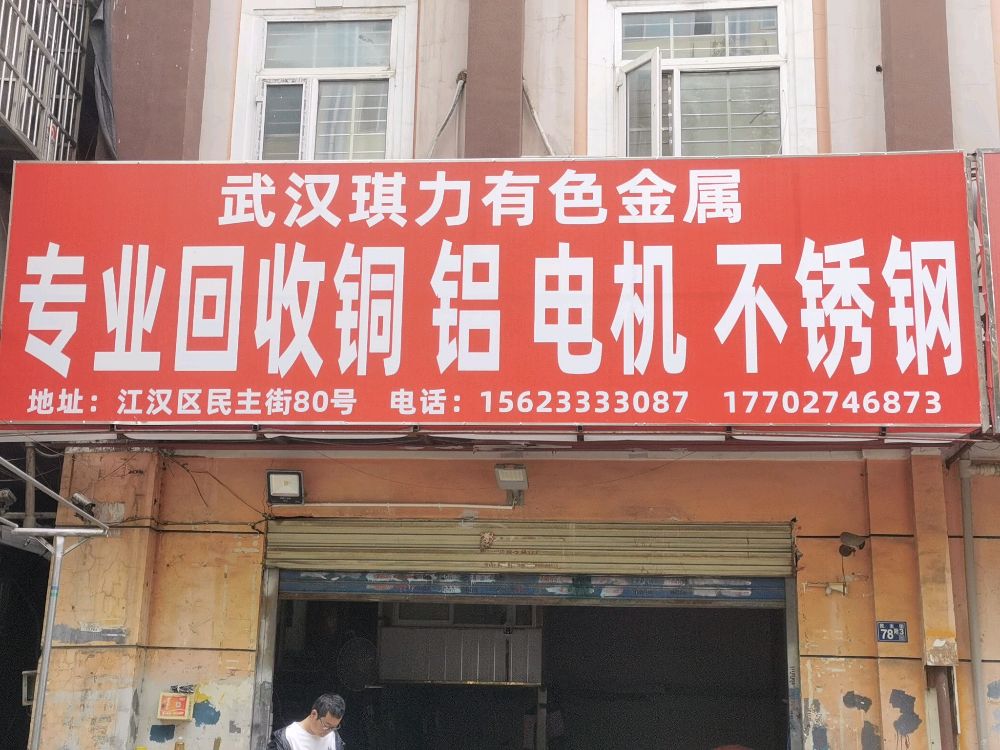 武汉琪力有色金属
专业回收铜 铝 电机 不锈钢
地址：江汉区民主街80号 电话：15623333087 17702746873
78